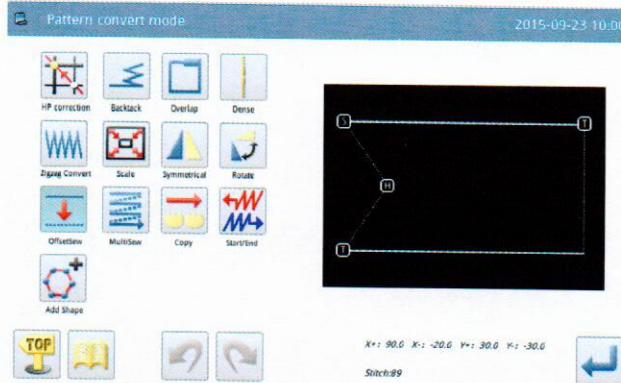 Pattern convert mode
2015-09-23 10:00
HP correction
Backtack
Overlap
Dense
Zigzag Convert
Scale
Symmetrical
Rotate
OffsetSew
MultiSew
Copy
Start/End
Add Shape
S
T
H
T
TOP
X+: 90.0 X-: -20.0 Y+: 30.0 Y-: -30.0
Stitch:89